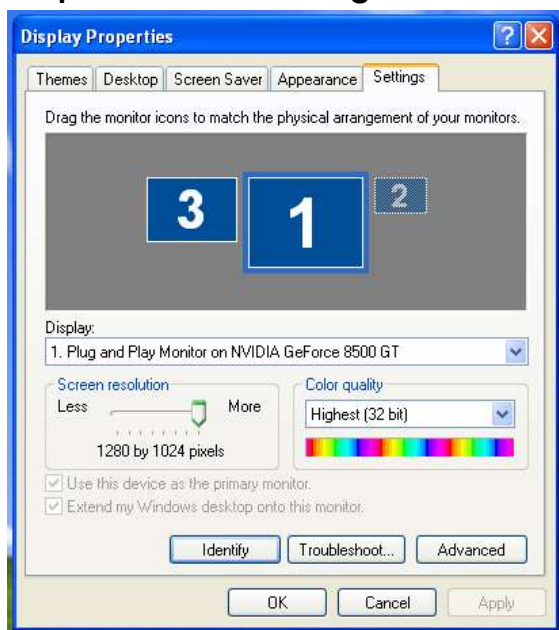 Display Properties
Themes Desktop Screen Saver Appearance Settings
Drag the monitor icons to match the physical arrangement of your monitors.
3 1 2
Display:
1. Plug and Play Monitor on NVIDIA GeForce 8500 GT
Screen resolution
Less More
1280 by 1024 pixels
Color quality
Highest (32 bit)
Use this device as the primary monitor.
Extend my Windows desktop onto this monitor.
Identify Troubleshoot... Advanced
OK Cancel Apply